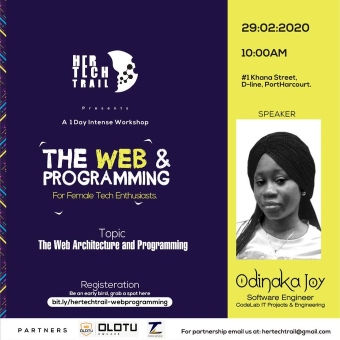 HER
TECH
TRAIL
Presents
A 1 Day Intense Workshop
THE WEB &
PROGRAMMING
For Female Tech Enthusiasts.
Topic
The Web Architecture and Programming
Registeration
Be an early bird, grab a spot here
bit.ly/hertechtrail-webprogramming
29:02:2020
10:00AM
#1 Khana Street,
D-line, PortHarcourt.
SPEAKER
Odinaka Joy
Software Engineer
CodeLab IT Projects & Engineering
PARTNERS
OLOTU
For partnership email us at: hertechtrail@gmail.com